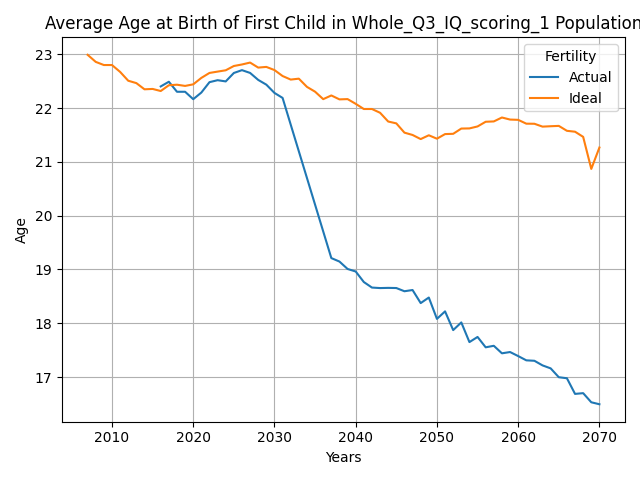 Average Age at Birth of First Child in Whole_Q3_IQ_scoring_1 Population
Fertility
Actual
Ideal
23
22
21
20
19
18
17
Age
2010
2020
2030
2040
2050
2060
2070
Years